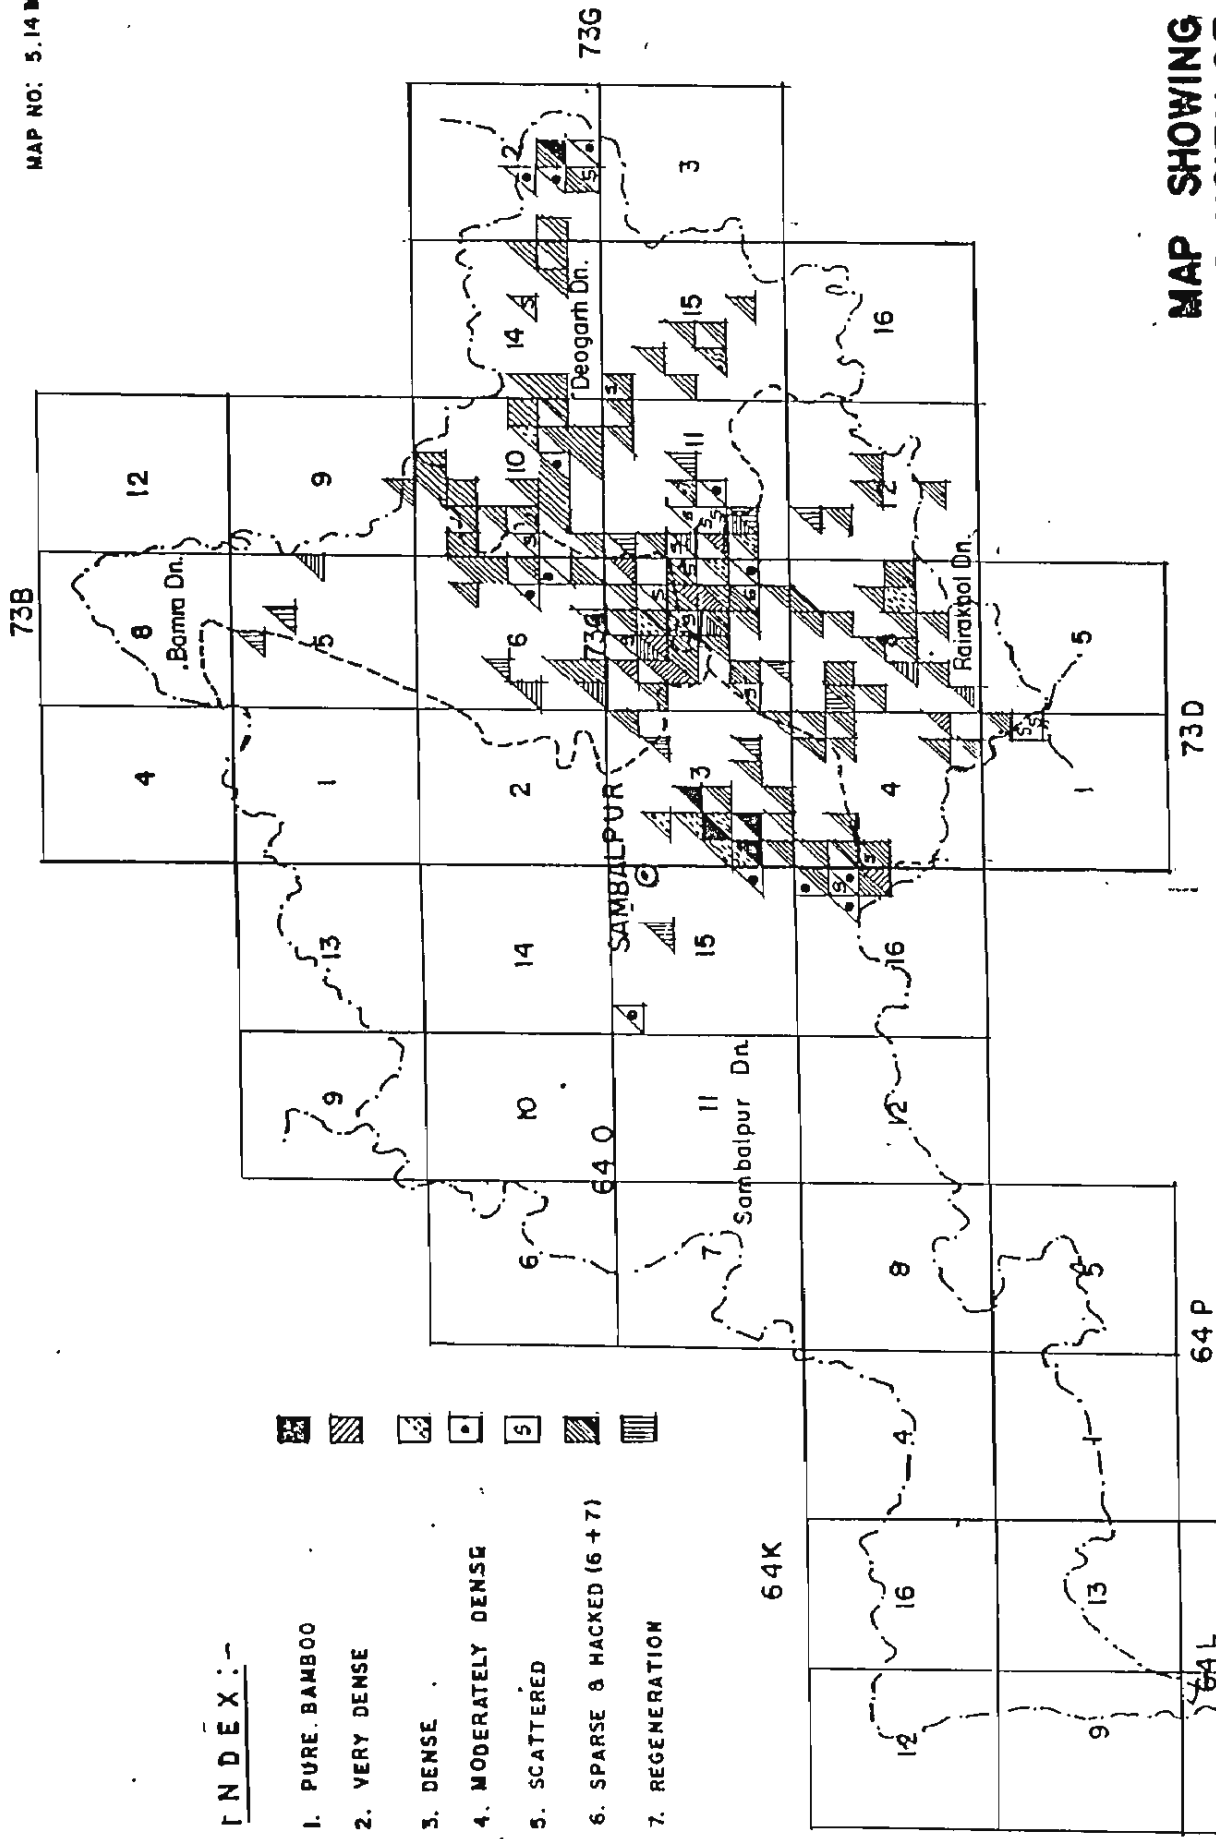 MAP NO: 5.14
MAP SHOWING
INDEX:-
1. PURE BAMBOO
2. VERY DENSE
3. DENSE
4. MODERATELY DENSE
5. SCATTERED
6. SPARSE & HACKED (6+7)
7. REGENERATION
S
73B
4 8 12
Bamra Dn.
9 13 1 5 9
6 10 14 2 6 10 14 2
64 O
73C
73G
Deogarh Dn.
SAMBALPUR
7 11 15 3 11 15 3
Sambalpur Dn.
64K
12 16 4 8 12 16 4 8 12 16
Rairakhol Dn.
9 13 1 5 1 5
64L
64P
73D